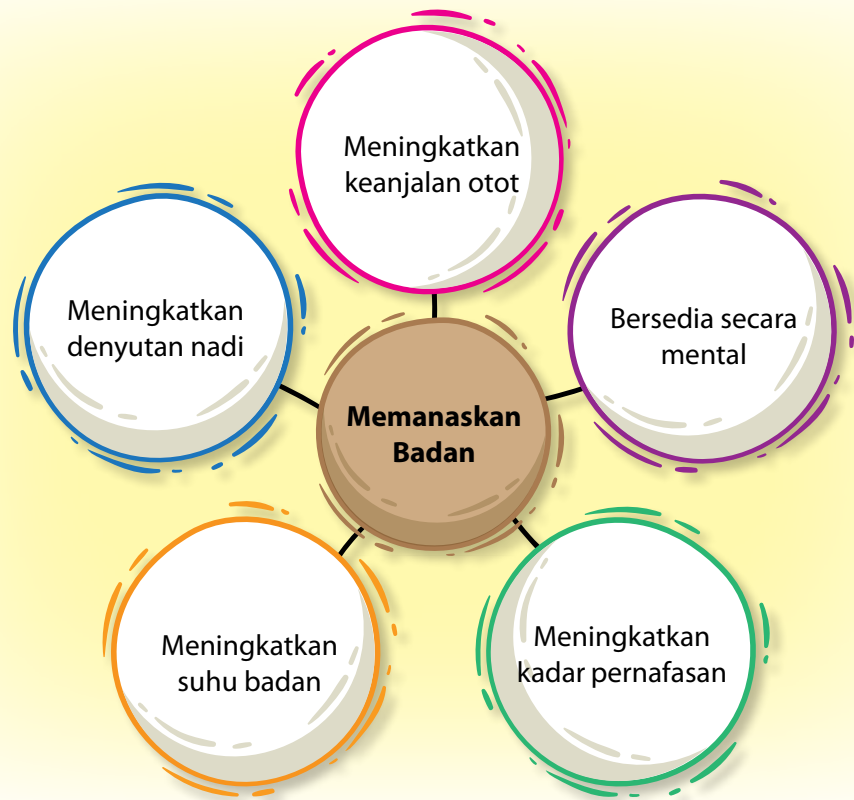 Meningkatkan
keanjalan otot
Meningkatkan
denyutan nadi
Bersedia secara
mental
Memanaskan
Badan
Meningkatkan
suhu badan
Meningkatkan
kadar pernafasan